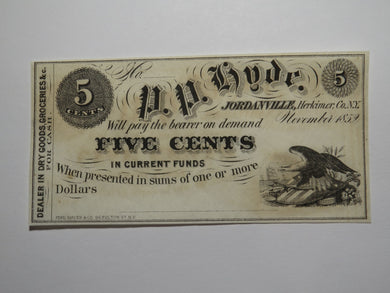 No.
5
CENTS
P. P. Hyde.
5
JORDANVILLE, Herkimer, Co. N.Y.
November 1859
Will pay the bearer on demand
FIVE CENTS
IN CURRENT FUNDS
When presented in sums of one or more
Dollars
DEALER IN DRY GOODS, GROCERIES & c.
FOR CASH.